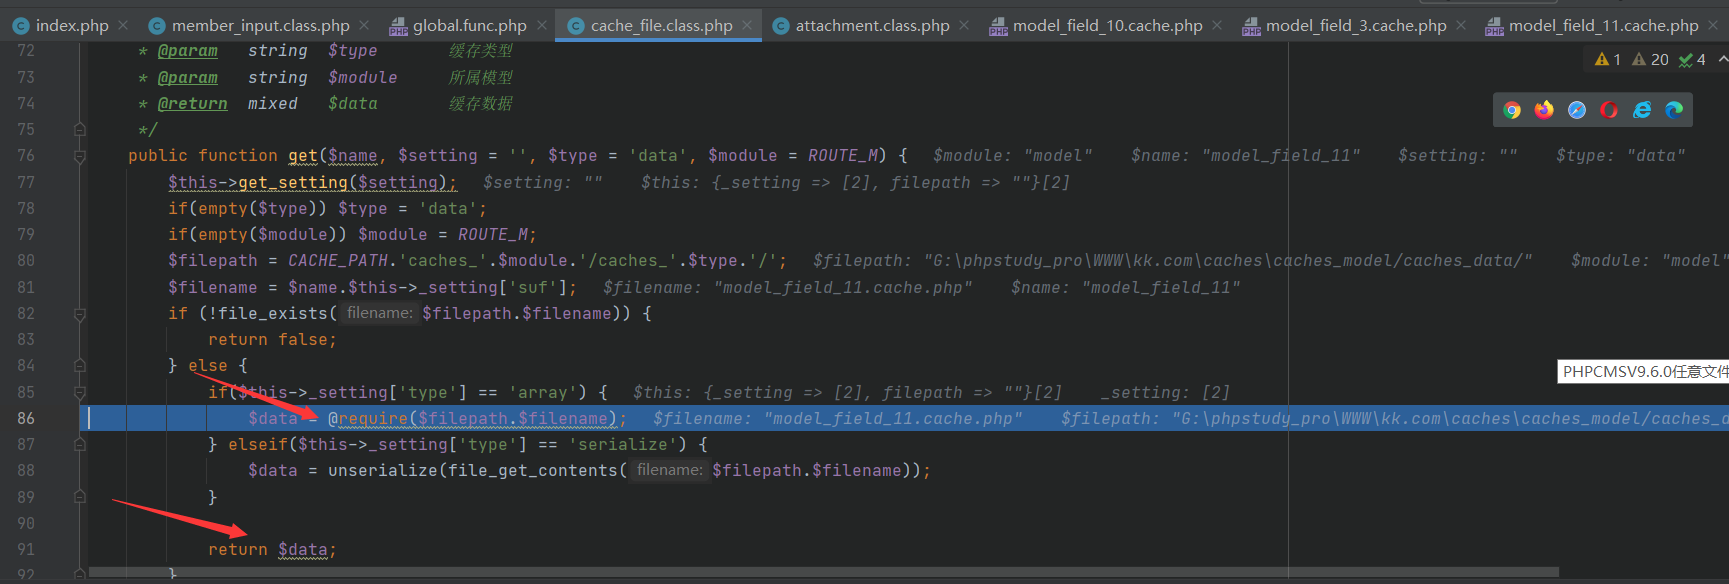 index.php member_input.class.php global.func.php cache_file.class.php attachment.class.php model_field_10.cache.php model_field_3.cache.php model_field_11.cache.php
72 * @param string $type 缓存类型
1 20 4
73 * @param string $module 所属模型
74 * @return mixed $data 缓存数据
75 */
76 public function get($name, $setting = '', $type = 'data', $module = ROUTE_M) { $module: "model" $name: "model_field_11" $setting: "" $type: "data"
77 $this->get_setting($setting); $setting: "" $this: {_setting => [2], filepath => ""}[2]
78 if(empty($type)) $type = 'data';
79 if(empty($module)) $module = ROUTE_M;
80 $filepath = CACHE_PATH.'caches_'.$module.'/caches_'.$type.'/'; $filepath: "G:\phpstudy_pro\WWW\kk.com\caches\caches_model/caches_data/" $module: "model"
81 $filename = $name.$this->_setting['suf']; $filename: "model_field_11.cache.php" $name: "model_field_11"
82 if (!file_exists( filename: $filepath.$filename)) {
83 return false;
84 } else {
PHPCMSV9.6.0任意文件
85 if($this->_setting['type'] == 'array') { $this: {_setting => [2], filepath => ""}[2] _setting: [2]
86 $data = @require($filepath.$filename); $filename: "model_field_11.cache.php" $filepath: "G:\phpstudy_pro\WWW\kk.com\caches\caches_model/caches_d
87 } elseif($this->_setting['type'] == 'serialize') {
88 $data = unserialize(file_get_contents( filename: $filepath.$filename));
89 }
90
91 return $data;
92 }